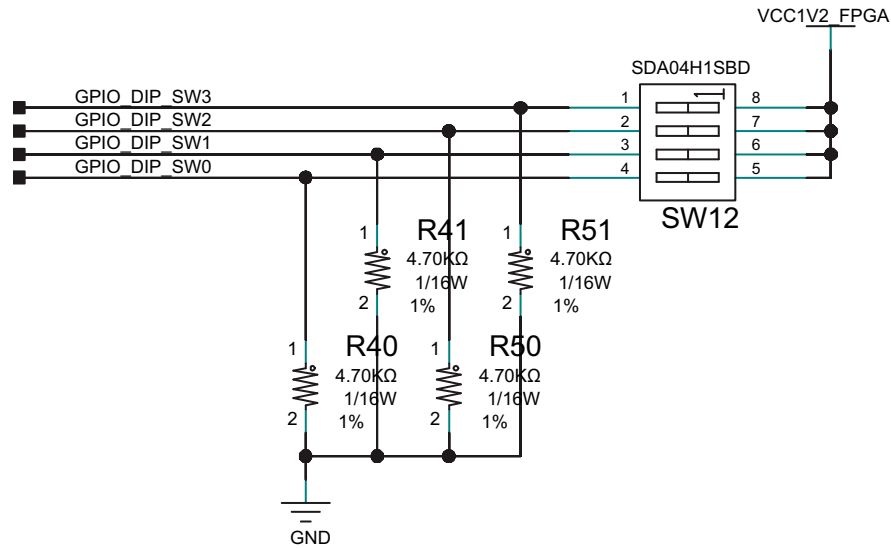 VCC1V2_FPGA
SDA04H1SBD
GPIO_DIP_SW3 1 8
GPIO_DIP_SW2 2 7
GPIO_DIP_SW1 3 6
GPIO_DIP_SW0 4 5
1
SW12
1 R41 1 R51
4.70KΩ 4.70KΩ
1/16W 1/16W
2 1% 2 1%
1 R40 1 R50
4.70KΩ 4.70KΩ
1/16W 1/16W
2 1% 2 1%
GND